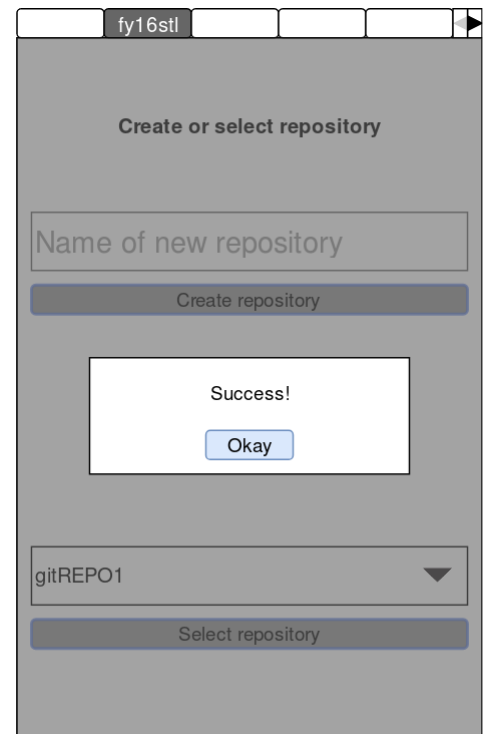 fy16stl
Create or select repository
Name of new repository
Create repository
Success!
Okay
gitREPO1
Select repository